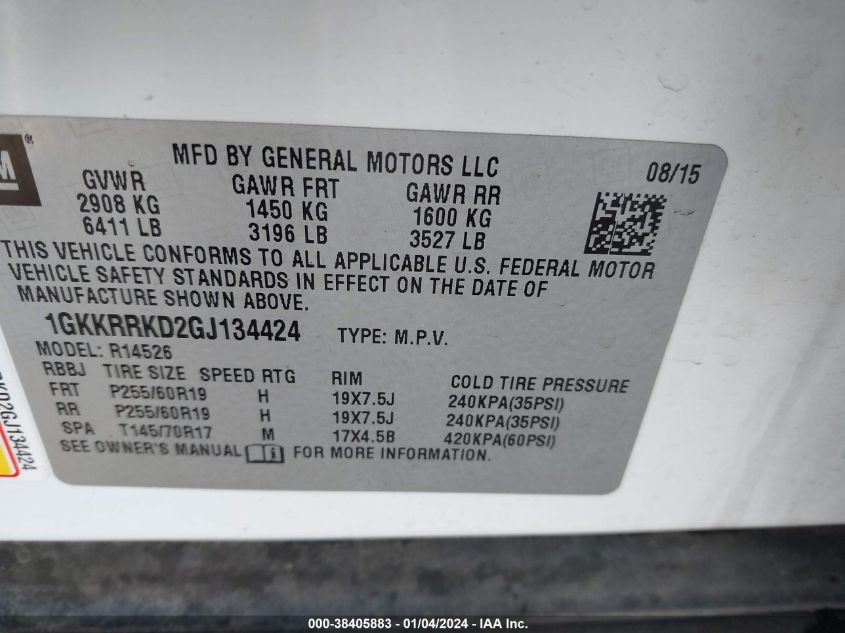 M ®
MFD BY GENERAL MOTORS LLC 08/15
GVWR GAWR FRT GAWR RR
2908 KG 1450 KG 1600 KG
6411 LB 3196 LB 3527 LB
THIS VEHICLE CONFORMS TO ALL APPLICABLE U.S. FEDERAL MOTOR
VEHICLE SAFETY STANDARDS IN EFFECT ON THE DATE OF
MANUFACTURE SHOWN ABOVE.
1GKKRRKD2GJ134424 TYPE: M.P.V.
MODEL: R14526
RBBJ TIRE SIZE SPEED RTG RIM COLD TIRE PRESSURE
FRT P255/60R19 H 19X7.5J 240KPA(35PSI)
RR P255/60R19 H 19X7.5J 240KPA(35PSI)
SPA T145/70R17 M 17X4.5B 420KPA(60PSI)
SEE OWNER'S MANUAL FOR MORE INFORMATION.
KD2GJ134424
000-38405883 - 01/04/2024 - IAA Inc.